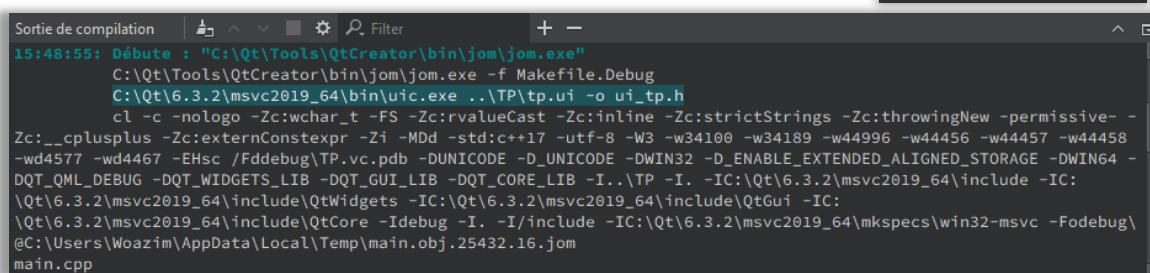 Sortie de compilation Filter + −
15:48:55: Débute : "C:\Qt\Tools\QtCreator\bin\jom\jom.exe"
C:\Qt\Tools\QtCreator\bin\jom\jom.exe -f Makefile.Debug
C:\Qt\6.3.2\msvc2019_64\bin\uic.exe ..\TP\tp.ui -o ui_tp.h
cl -c -nologo -Zc:wchar_t -FS -Zc:rvalueCast -Zc:inline -Zc:strictStrings -Zc:throwingNew -permissive- -
Zc:__cplusplus -Zc:externConstexpr -Zi -MDd -std:c++17 -utf-8 -W3 -w34100 -w34189 -w44996 -w44456 -w44457 -w44458
-wd4577 -wd4467 -EHsc /Fddebug\TP.vc.pdb -DUNICODE -D_UNICODE -DWIN32 -D_ENABLE_EXTENDED_ALIGNED_STORAGE -DWIN64 -
DQT_QML_DEBUG -DQT_WIDGETS_LIB -DQT_GUI_LIB -DQT_CORE_LIB -I..\TP -I. -IC:\Qt\6.3.2\msvc2019_64\include -IC:
\Qt\6.3.2\msvc2019_64\include\QtWidgets -IC:\Qt\6.3.2\msvc2019_64\include\QtGui -IC:
\Qt\6.3.2\msvc2019_64\include\QtCore -Idebug -I. -I/include -IC:\Qt\6.3.2\msvc2019_64\mkspecs\win32-msvc -Fodebug\
@C:\Users\Woazim\AppData\Local\Temp\main.obj.25432.16.jom
main.cpp